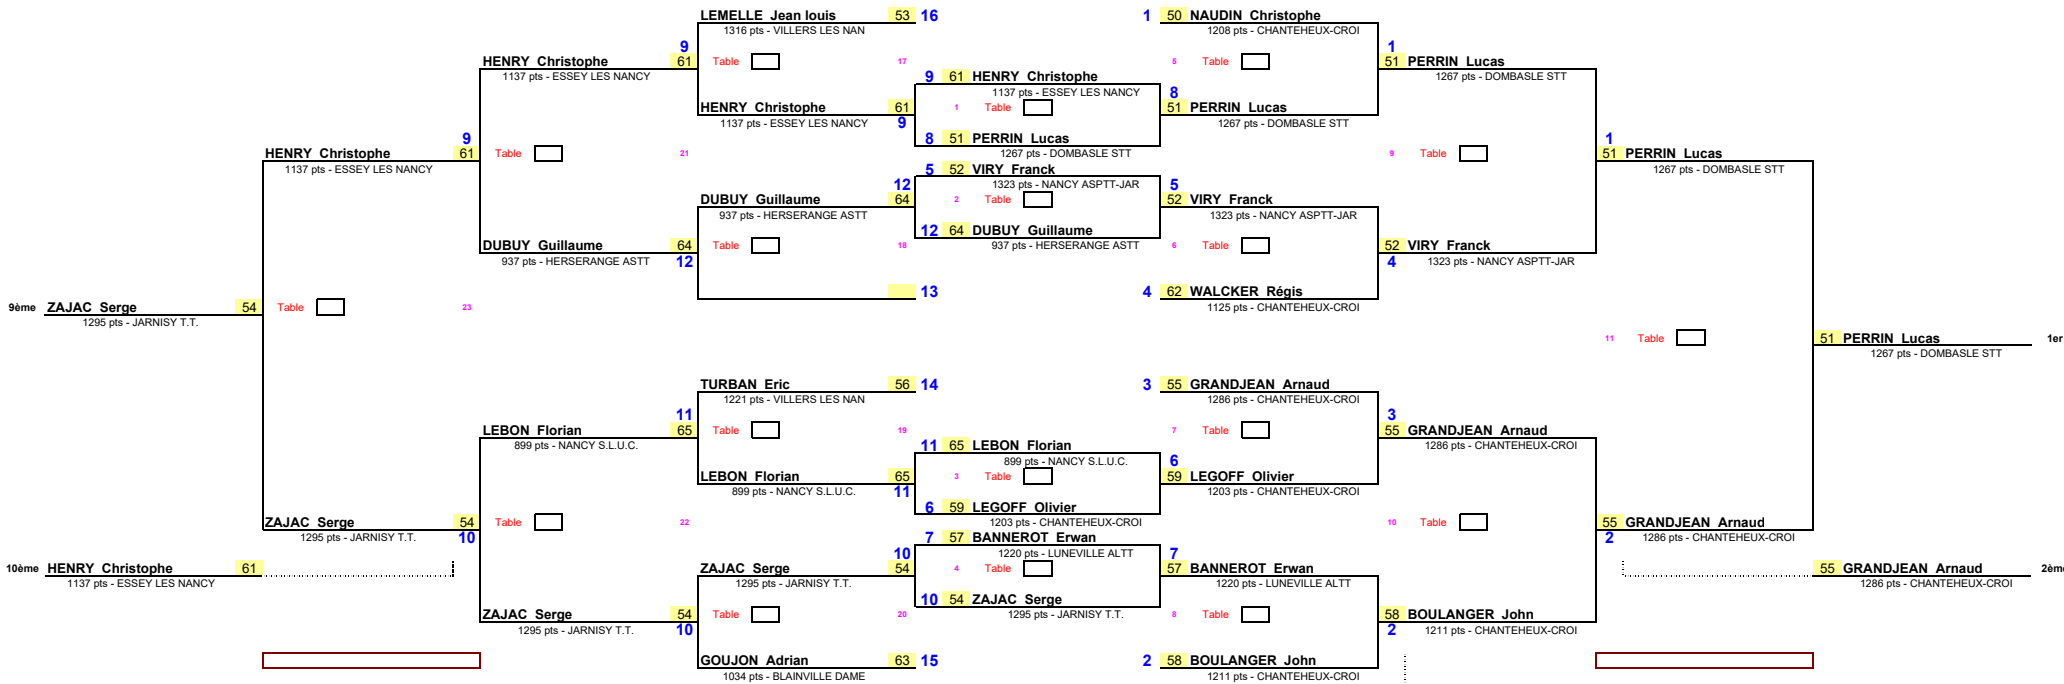 LEMELLE Jean louis 53 16 1 50 NAUDIN Christophe
1316 pts - VILLERS LES NAN 1208 pts - CHANTEHEUX-CROI
9 1
HENRY Christophe 61 Table 17 5 Table 51 PERRIN Lucas
1137 pts - ESSEY LES NANCY 9 61 HENRY Christophe 1267 pts - DOMBASLE STT
1137 pts - ESSEY LES NANCY 8
HENRY Christophe 61 1 Table 51 PERRIN Lucas
1137 pts - ESSEY LES NANCY 9 1267 pts - DOMBASLE STT
9 8 51 PERRIN Lucas 1
HENRY Christophe 61 Table 21 1267 pts - DOMBASLE STT 9 Table 51 PERRIN Lucas
1137 pts - ESSEY LES NANCY 5 52 VIRY Franck 1267 pts - DOMBASLE STT
12 1323 pts - NANCY ASPTT-JAR 5
DUBUY Guillaume 64 2 Table 52 VIRY Franck
937 pts - HERSERANGE ASTT 1323 pts - NANCY ASPTT-JAR
12 64 DUBUY Guillaume
DUBUY Guillaume 64 Table 18 937 pts - HERSERANGE ASTT 6 Table 52 VIRY Franck
937 pts - HERSERANGE ASTT 12 4 1323 pts - NANCY ASPTT-JAR
13 4 62 WALCKER Régis
9ème ZAJAC Serge 54 Table 23 1125 pts - CHANTEHEUX-CROI
1295 pts - JARNISY T.T.
11 Table 51 PERRIN Lucas 1er
1267 pts - DOMBASLE STT
TURBAN Eric 56 14 3 55 GRANDJEAN Arnaud
1221 pts - VILLERS LES NAN 1286 pts - CHANTEHEUX-CROI
11 3
LEBON Florian 65 Table 19 7 Table 55 GRANDJEAN Arnaud
899 pts - NANCY S.L.U.C. 11 65 LEBON Florian 1286 pts - CHANTEHEUX-CROI
899 pts - NANCY S.L.U.C. 6
LEBON Florian 65 3 Table 59 LEGOFF Olivier
899 pts - NANCY S.L.U.C. 11 1203 pts - CHANTEHEUX-CROI
6 59 LEGOFF Olivier
ZAJAC Serge 54 Table 22 1203 pts - CHANTEHEUX-CROI 10 Table 55 GRANDJEAN Arnaud
1295 pts - JARNISY T.T. 10 7 57 BANNEROT Erwan 2 1286 pts - CHANTEHEUX-CROI
10 1220 pts - LUNEVILLE ALTT 7
10ème HENRY Christophe 61 ZAJAC Serge 54 4 Table 57 BANNEROT Erwan 55 GRANDJEAN Arnaud 2ème
1137 pts - ESSEY LES NANCY 1295 pts - JARNISY T.T. 1220 pts - LUNEVILLE ALTT 1286 pts - CHANTEHEUX-CROI
10 54 ZAJAC Serge
ZAJAC Serge 54 Table 20 1295 pts - JARNISY T.T. 8 Table 58 BOULANGER John
1295 pts - JARNISY T.T. 10 2 1211 pts - CHANTEHEUX-CROI
GOUJON Adrian 63 15 2 58 BOULANGER John
1034 pts - BLAINVILLE DAME 1211 pts - CHANTEHEUX-CROI